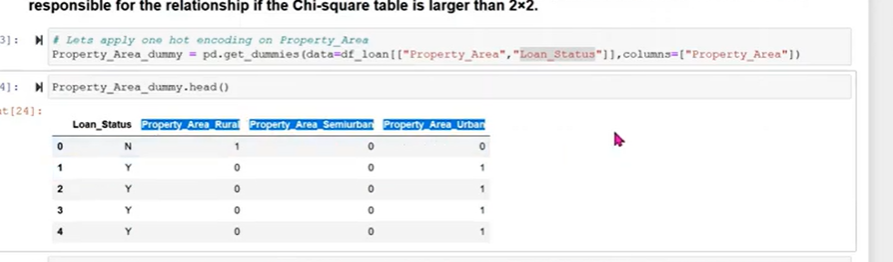 responsible for the relationship if the Chi-square table is larger than 2×2.
3]: # Lets apply one hot encoding on Property_Area
Property_Area_dummy = pd.get_dummies(data=df_loan[["Property_Area","Loan_Status"]],columns=["Property_Area"])
4]: Property_Area_dummy.head()
nt[24]:
Loan_Status Property_Area_Rural Property_Area_Semiurban Property_Area_Urban
0 N 1 0 0
1 Y 0 0 1
2 Y 0 0 1
3 Y 0 0 1
4 Y 0 0 1